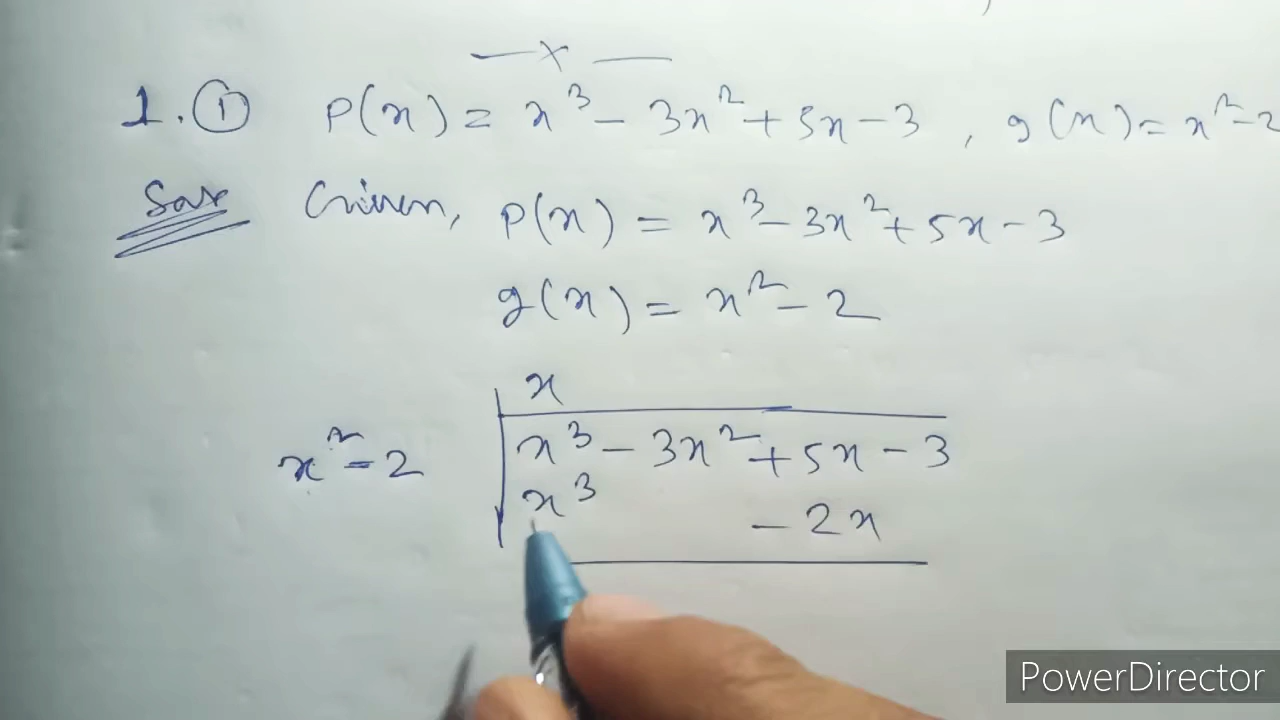 — x —
1. ① P(x) = x³ - 3x² + 5x - 3 , g(x) = x² - 2
Given, P(x) = x³ - 3x² + 5x - 3
g(x) = x² - 2
x
x² - 2 x³ - 3x² + 5x - 3
x³ - 2x
PowerDirector